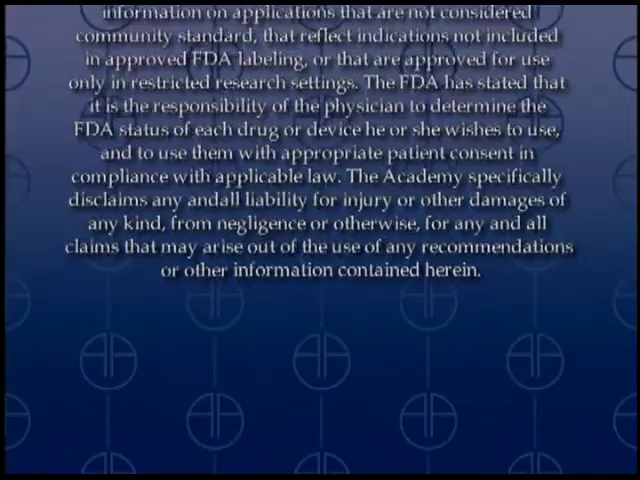 information on applications that are not considered
community standard, that reflect indications not included
in approved FDA labeling, or that are approved for use
only in restricted research settings. The FDA has stated that
it is the responsibility of the physician to determine the
FDA status of each drug or device he or she wishes to use,
and to use them with appropriate patient consent in
compliance with applicable law. The Academy specifically
disclaims any andall liability for injury or other damages of
any kind, from negligence or otherwise, for any and all
claims that may arise out of the use of any recommendations
or other information contained herein.